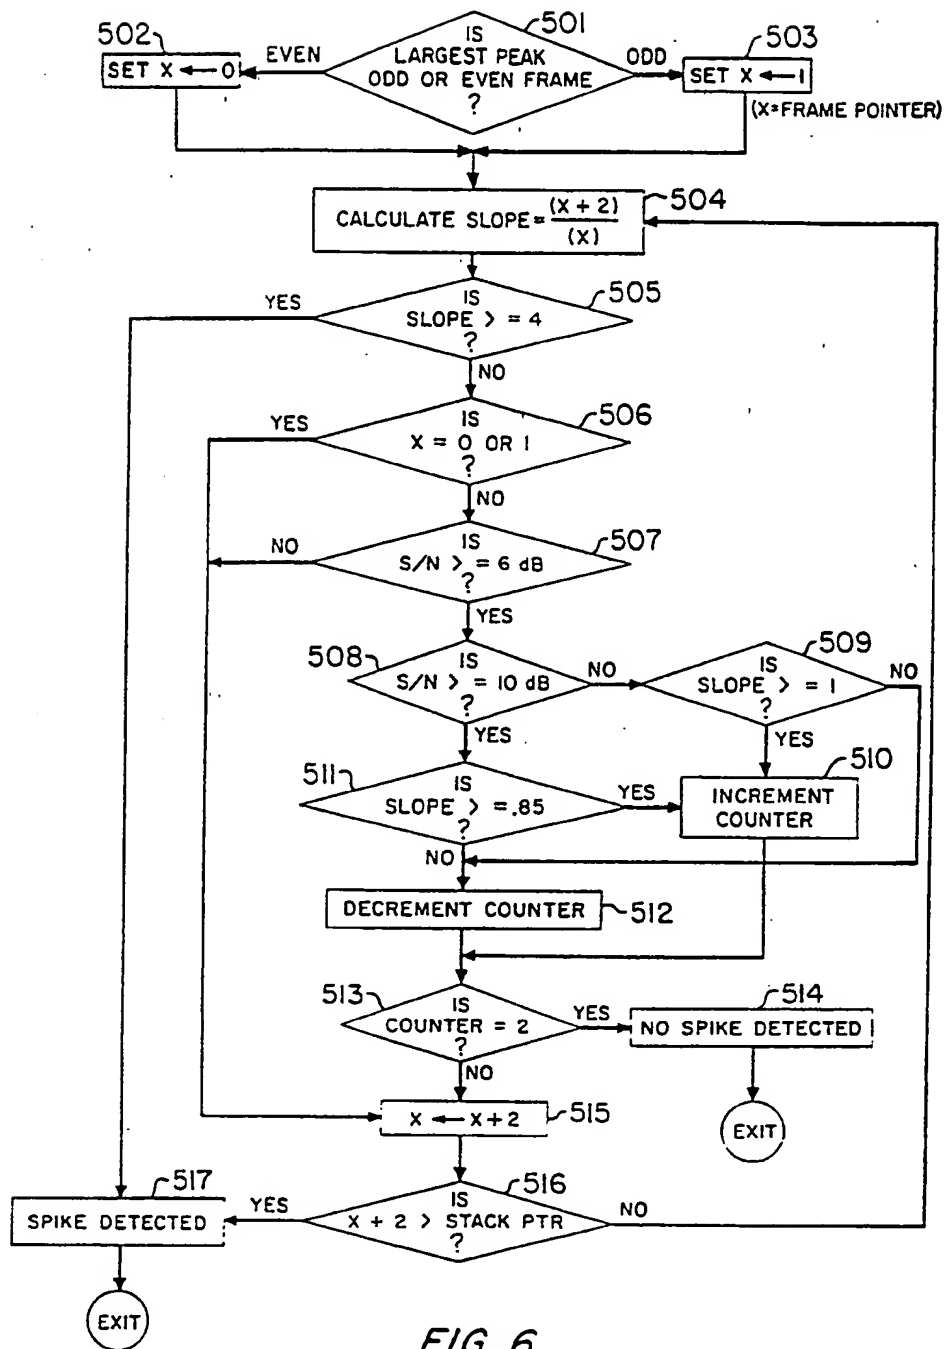 501
IS
LARGEST PEAK
ODD OR EVEN FRAME
?
502
EVEN
SET X ← 0
ODD
503
SET X ← 1
(X=FRAME POINTER)
504
CALCULATE SLOPE = (X + 2)
(X)
505
IS
SLOPE > = 4
?
YES
NO
506
IS
X = 0 OR 1
?
YES
NO
507
IS
S/N > = 6 dB
?
NO
YES
508
IS
S/N > = 10 dB
?
NO
YES
509
IS
SLOPE > = 1
?
NO
YES
510
INCREMENT
COUNTER
511
IS
SLOPE > = .85
?
YES
NO
DECREMENT COUNTER
512
513
IS
COUNTER = 2
?
YES
NO
514
NO SPIKE DETECTED
EXIT
X ← X+2
515
516
IS
X + 2 > STACK PTR
?
YES
NO
517
SPIKE DETECTED
EXIT
FIG 6